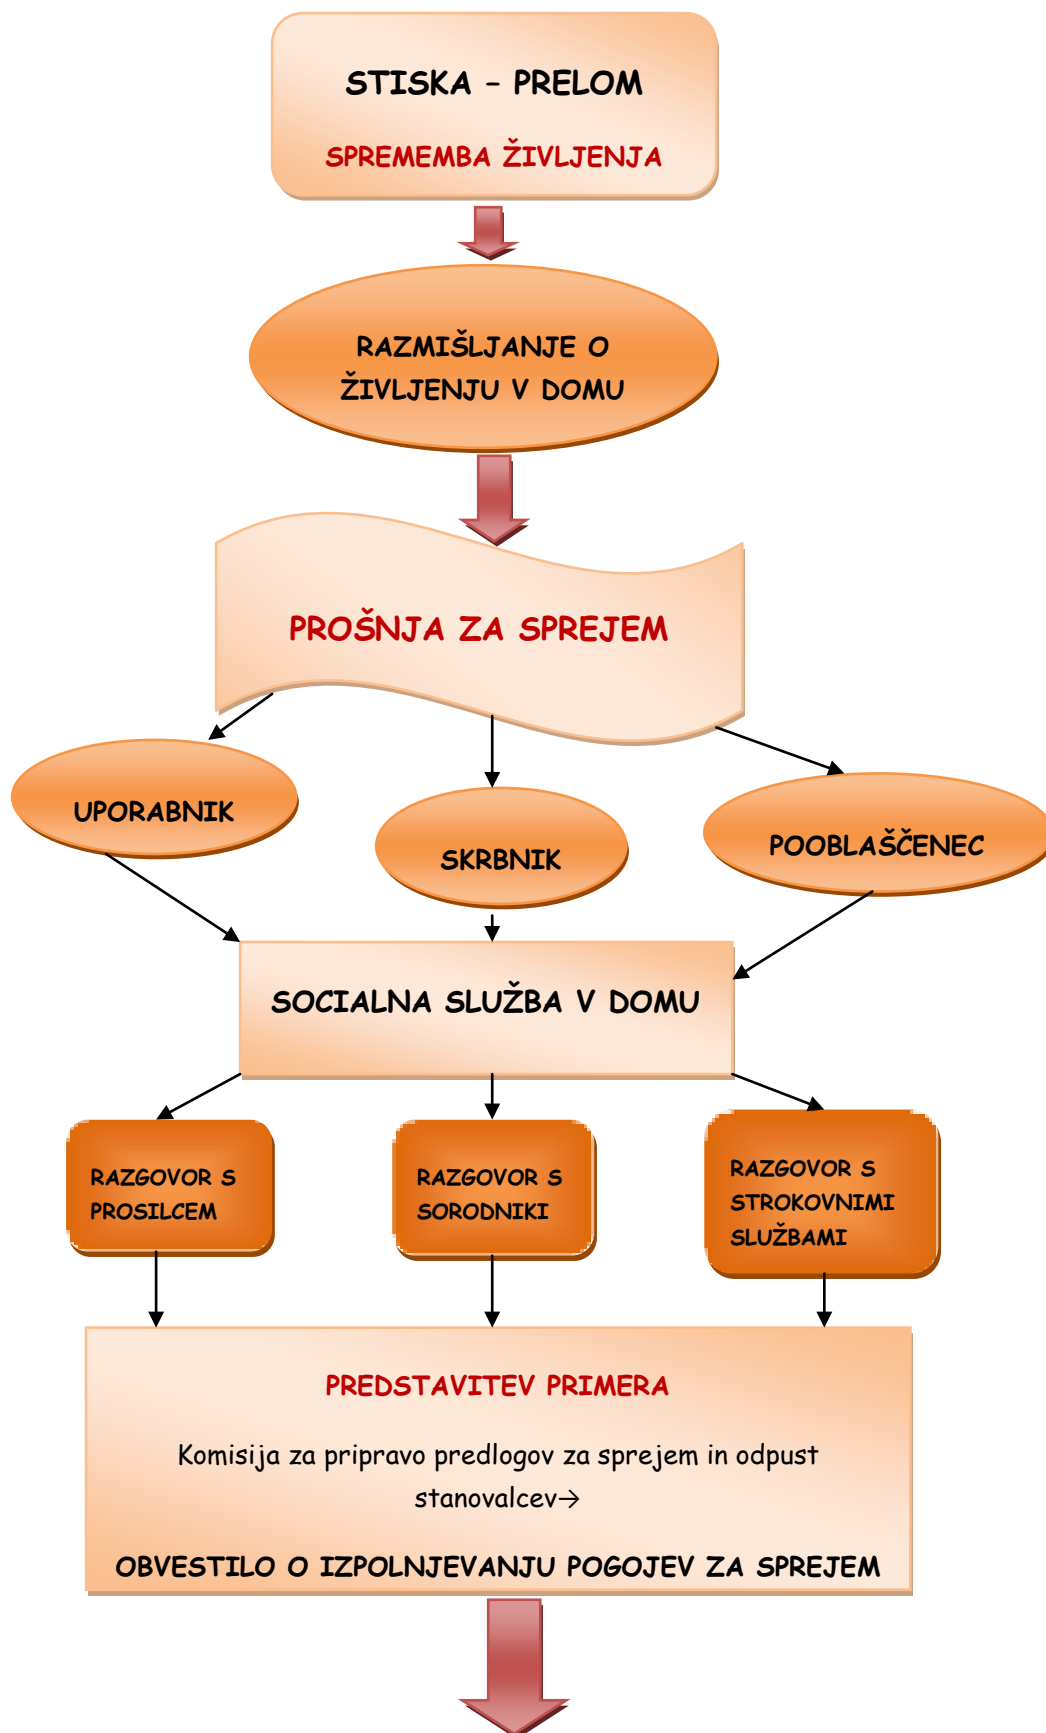 STISKA – PRELOM
SPREMEMBA ŽIVLJENJA
RAZMIŠLJANJE O
ŽIVLJENJU V DOMU
PROŠNJA ZA SPREJEM
UPORABNIK
SKRBNIK
POOBLAŠČENEC
SOCIALNA SLUŽBA V DOMU
RAZGOVOR S
PROSILCEM
RAZGOVOR S
SORODNIKI
RAZGOVOR S
STROKOVNIMI
SLUŽBAMI
PREDSTAVITEV PRIMERA
Komisija za pripravo predlogov za sprejem in odpust
stanovalcev→
OBVESTILO O IZPOLNJEVANJU POGOJEV ZA SPREJEM